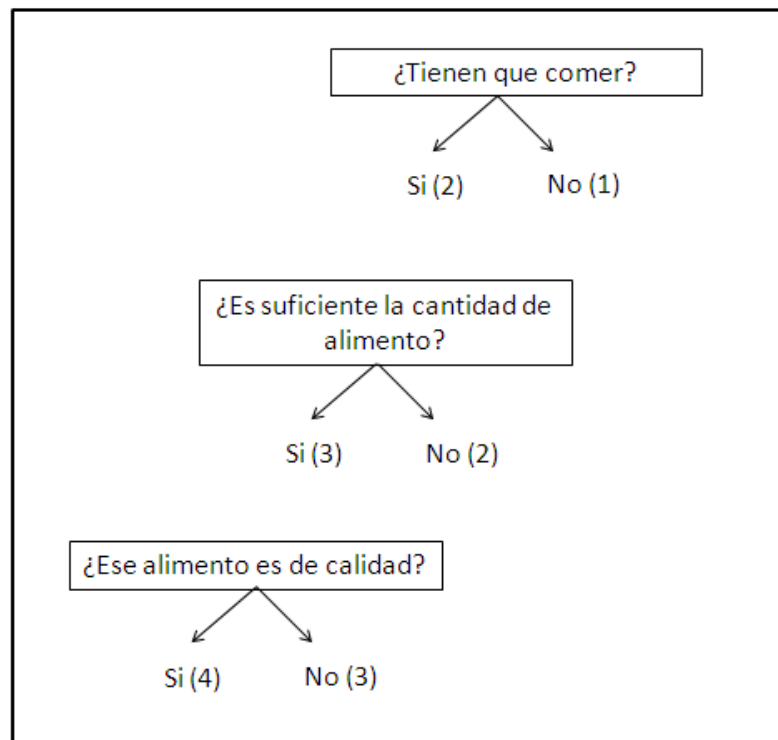 ¿Tienen que comer?
Si (2) No (1)
¿Es suficiente la cantidad de
alimento?
Si (3) No (2)
¿Ese alimento es de calidad?
Si (4) No (3)